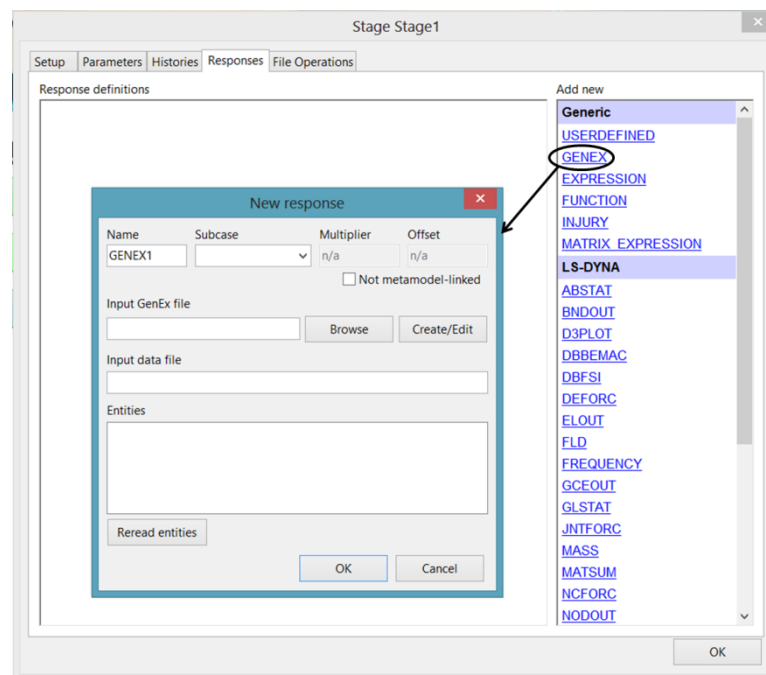 Stage Stage1
Setup Parameters Histories Responses File Operations
Response definitions
Add new
Generic
USERDEFINED
GENEX
EXPRESSION
FUNCTION
INJURY
MATRIX_EXPRESSION
LS-DYNA
ABSTAT
BNDOUT
D3PLOT
DBBEMAC
DBFSI
DEFORC
ELOUT
FLD
FREQUENCY
GCEOUT
GLSTAT
JNTFORC
MASS
MATSUM
NCFORC
NODOUT
New response
Name Subcase Multiplier Offset
GENEX1 n/a n/a
Not metamodel-linked
Input GenEx file
Browse Create/Edit
Input data file
Entities
Reread entities
OK Cancel
OK